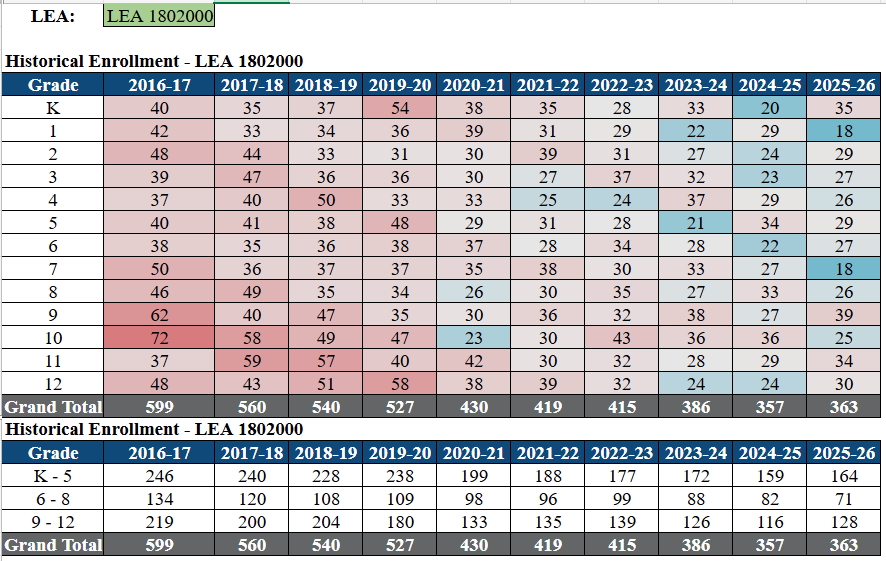 LEA: LEA 1802000
Historical Enrollment - LEA 1802000
Grade 2016-17 2017-18 2018-19 2019-20 2020-21 2021-22 2022-23 2023-24 2024-25 2025-26
K 40 35 37 54 38 35 28 33 20 35
1 42 33 34 36 39 31 29 22 29 18
2 48 44 33 31 30 39 31 27 24 29
3 39 47 36 36 30 27 37 32 23 27
4 37 40 50 33 33 25 24 37 29 26
5 40 41 38 48 29 31 28 21 34 29
6 38 35 36 38 37 28 34 28 22 27
7 50 36 37 37 35 38 30 33 27 18
8 46 49 35 34 26 30 35 27 33 26
9 62 40 47 35 30 36 32 38 27 39
10 72 58 49 47 23 30 43 36 36 25
11 37 59 57 40 42 30 32 28 29 34
12 48 43 51 58 38 39 32 24 24 30
Grand Total 599 560 540 527 430 419 415 386 357 363
Historical Enrollment - LEA 1802000
Grade 2016-17 2017-18 2018-19 2019-20 2020-21 2021-22 2022-23 2023-24 2024-25 2025-26
K - 5 246 240 228 238 199 188 177 172 159 164
6 - 8 134 120 108 109 98 96 99 88 82 71
9 - 12 219 200 204 180 133 135 139 126 116 128
Grand Total 599 560 540 527 430 419 415 386 357 363